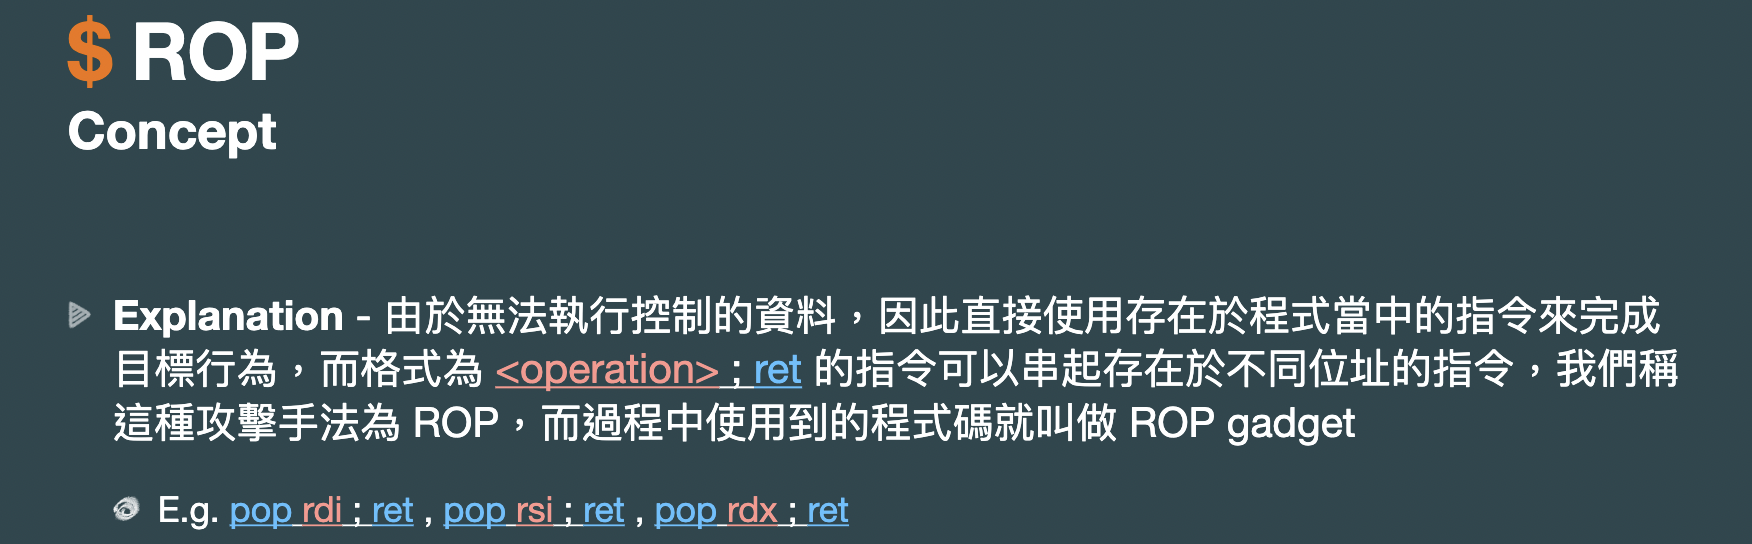 $ ROP
Concept
Explanation - 由於無法執行控制的資料，因此直接使用存在於程式當中的指令來完成
目標行為，而格式為 <operation> ; ret 的指令可以串起存在於不同位址的指令，我們稱
這種攻擊手法為 ROP，而過程中使用到的程式碼就叫做 ROP gadget
E.g. pop rdi ; ret , pop rsi ; ret , pop rdx ; ret